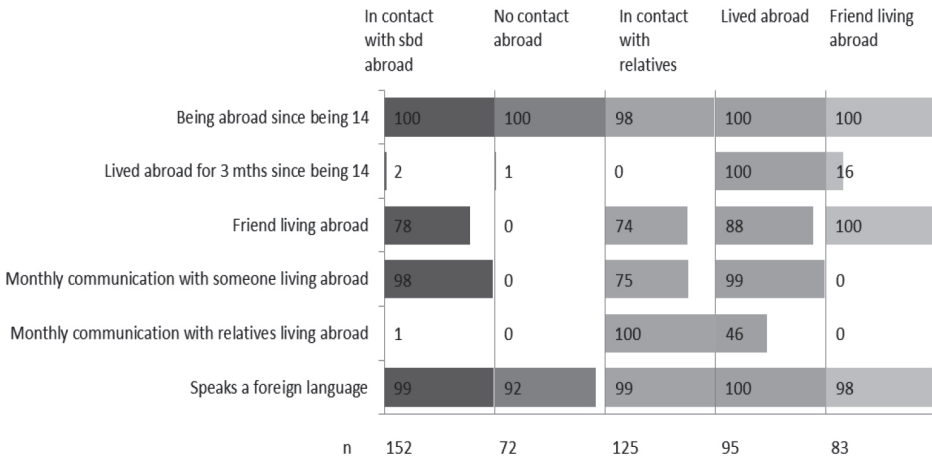 In contact with sbd abroad
No contact abroad
In contact with relatives
Lived abroad
Friend living abroad
Being abroad since being 14 100 100 98 100 100
Lived abroad for 3 mths since being 14 2 1 0 100 16
Friend living abroad 78 0 74 88 100
Monthly communication with someone living abroad 98 0 75 99 0
Monthly communication with relatives living abroad 1 0 100 46 0
Speaks a foreign language 99 92 99 100 98
n 152 72 125 95 83